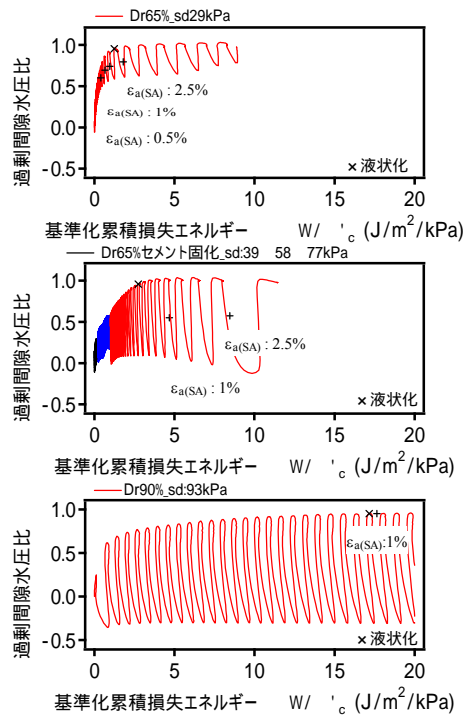 Dr65%_sd29kPa
過剰間隙水圧比
1.0
0.5
0.0
-0.5
εa(SA) : 2.5%
εa(SA) : 1%
εa(SA) : 0.5%
×液状化
0 5 10 15 20
基準化累積損失エネルギー W/ 'c (J/m²/kPa)
Dr65%セメント固化_sd:39 58 77kPa
過剰間隙水圧比
1.0
0.5
0.0
-0.5
εa(SA) : 2.5%
εa(SA) : 1%
×液状化
0 5 10 15 20
基準化累積損失エネルギー W/ 'c (J/m²/kPa)
Dr90%_sd:93kPa
過剰間隙水圧比
1.0
0.5
0.0
-0.5
εa(SA):1%
×液状化
0 5 10 15 20
基準化累積損失エネルギー W/ 'c (J/m²/kPa)